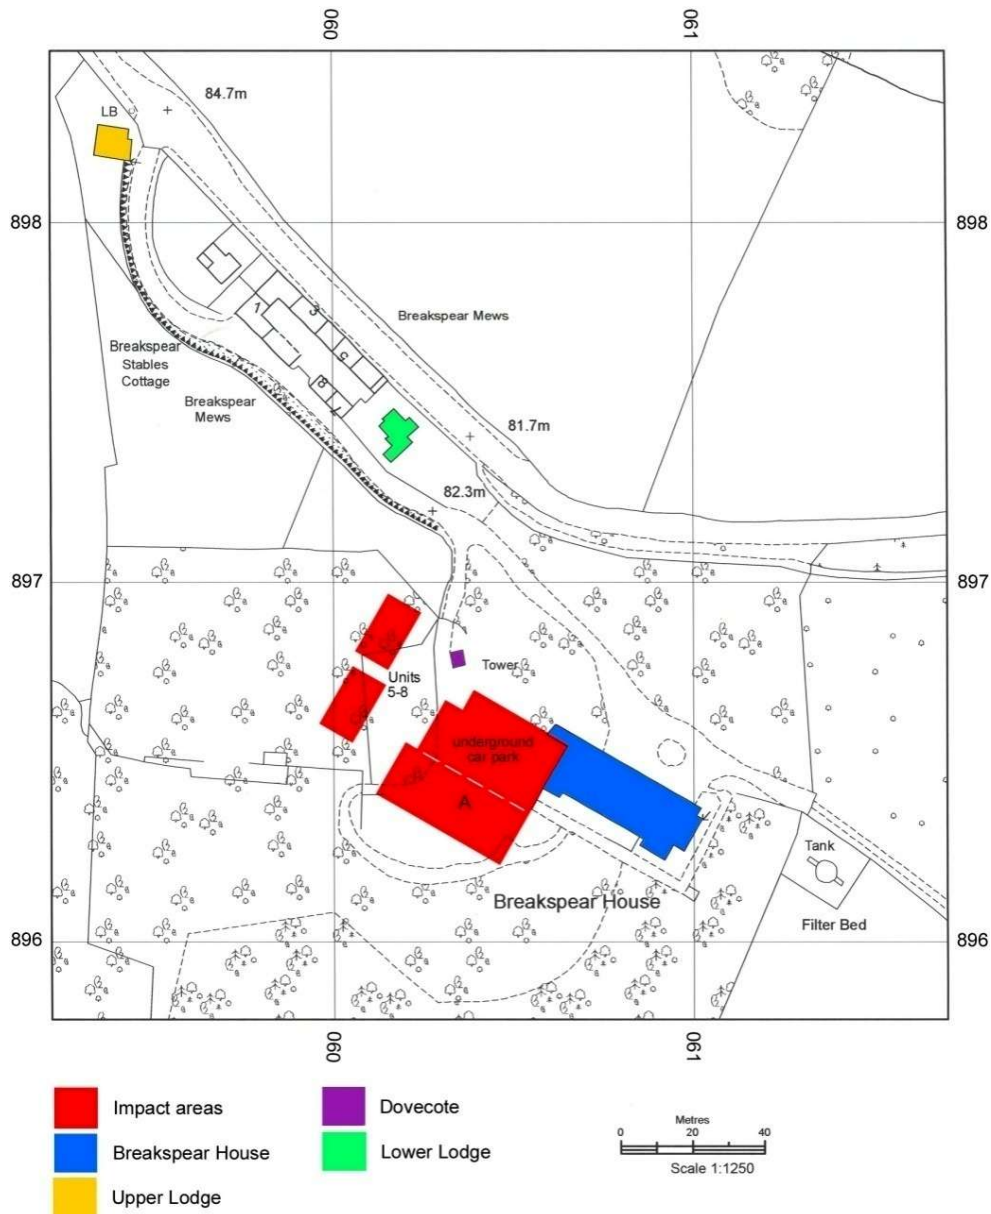 060
061
84.7m
LB
898
898
Breakspear Mews
1
3
5
8
7
Breakspear
Stables
Cottage
Breakspear
Mews
81.7m
82.3m
897
897
Tower
Units
5-8
underground
car park
A
Tank
Breakspear House
Filter Bed
896
896
060
061
Impact areas
Breakspear House
Upper Lodge
Dovecote
Lower Lodge
Metres
0
20
40
Scale 1:1250